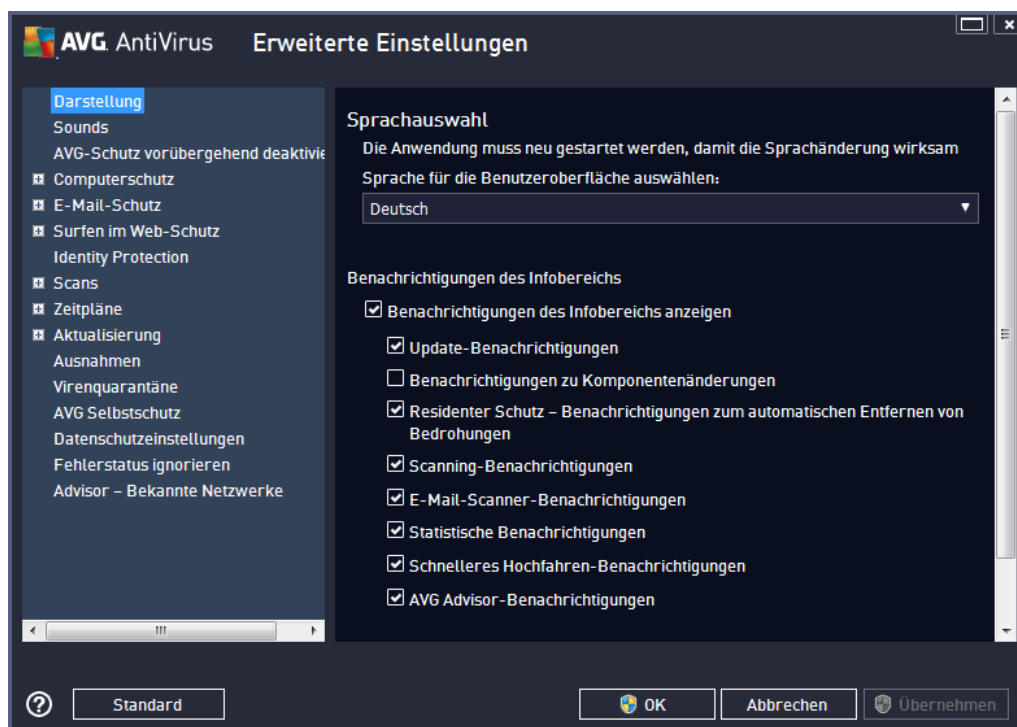 AVG. AntiVirus Erweiterte Einstellungen
Darstellung
Sounds
AVG-Schutz vorübergehend deaktivie
Computerschutz
E-Mail-Schutz
Surfen im Web-Schutz
Identity Protection
Scans
Zeitpläne
Aktualisierung
Ausnahmen
Virenquarantäne
AVG Selbstschutz
Datenschutzeinstellungen
Fehlerstatus ignorieren
Advisor – Bekannte Netzwerke
Sprachauswahl
Die Anwendung muss neu gestartet werden, damit die Sprachänderung wirksam
Sprache für die Benutzeroberfläche auswählen:
Deutsch
Benachrichtigungen des Infobereichs
Benachrichtigungen des Infobereichs anzeigen
Update-Benachrichtigungen
Benachrichtigungen zu Komponentenänderungen
Residenter Schutz – Benachrichtigungen zum automatischen Entfernen von
Bedrohungen
Scanning-Benachrichtigungen
E-Mail-Scanner-Benachrichtigungen
Statistische Benachrichtigungen
Schnelleres Hochfahren-Benachrichtigungen
AVG Advisor-Benachrichtigungen
? Standard OK Abbrechen Übernehmen